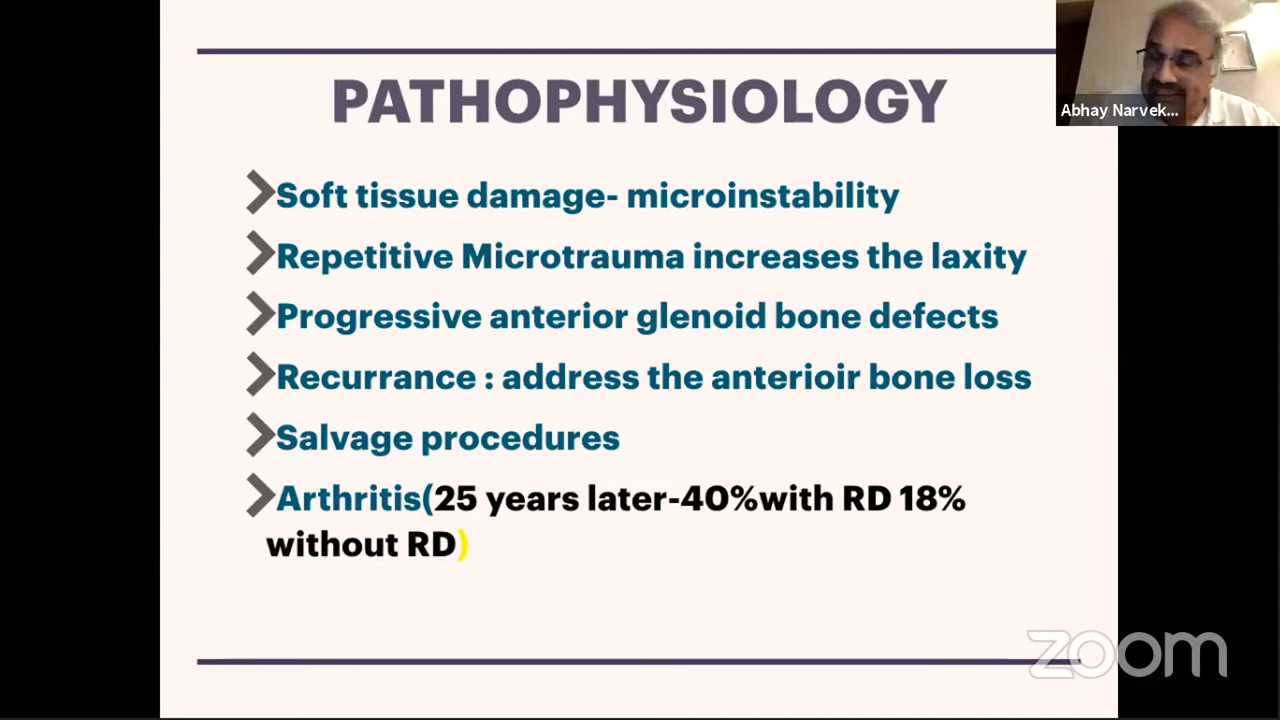 PATHOPHYSIOLOGY
Soft tissue damage- microinstability
Repetitive Microtrauma increases the laxity
Progressive anterior glenoid bone defects
Recurrance : address the anterioir bone loss
Salvage procedures
Arthritis(25 years later-40%with RD 18%
without RD)
Abhay Narvek...
zoom